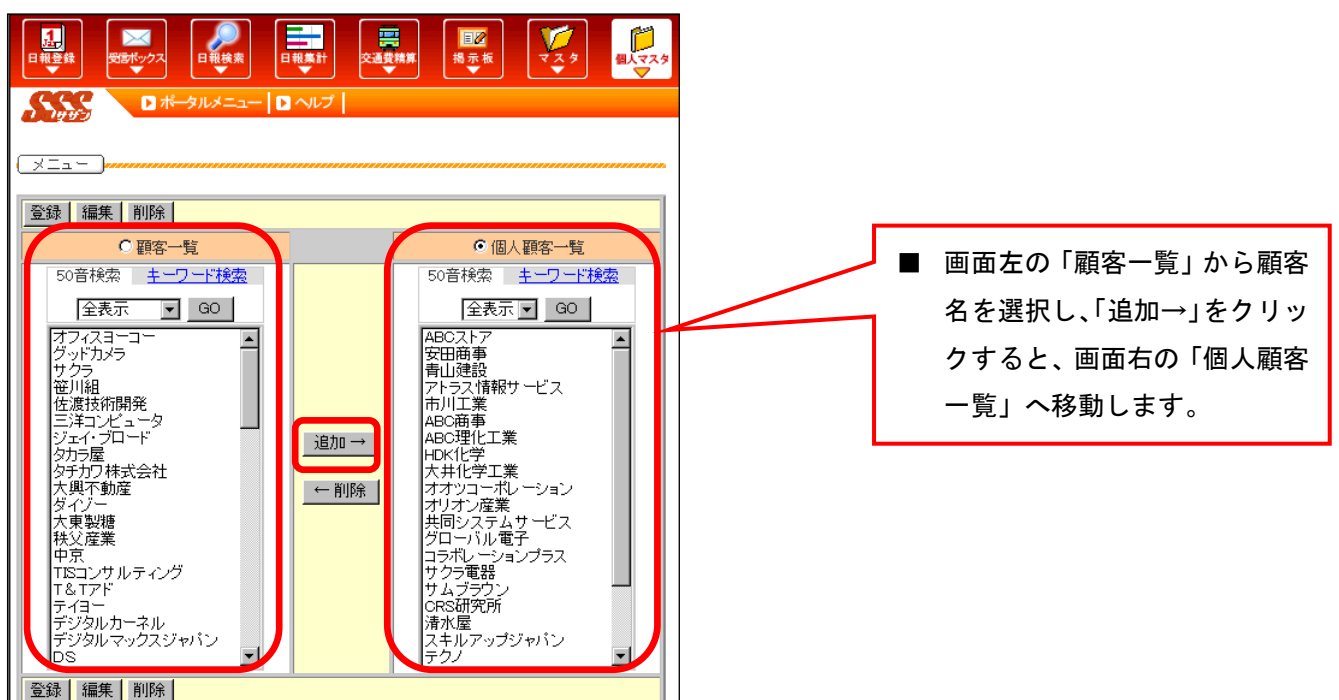 日報登録 受信ボックス 日報検索 日報集計 交通費精算 掲示板 マスタ 個人マスタ
SSS ササザン ポータルメニュー ヘルプ
メニュー
登録 編集 削除
顧客一覧
50音検索 キーワード検索
全表示 GO
オフィスヨーコー
グッドカメラ
サクラ
笹川組
佐渡技術開発
三洋コンピュータ
ジェイ・ブロード
タカラ屋
タチカワ株式会社
大興不動産
ダイゾー
大東製糖
秩父産業
中京
TISコンサルティング
T&Tアド
テイヨー
デジタルカーネル
デジタルマックスジャパン
DS
追加→
←削除
個人顧客一覧
50音検索 キーワード検索
全表示 GO
ABCストア
安田商事
青山建設
アトラス情報サービス
市川工業
ABC商事
ABC理化工業
HDK化学
大井化学工業
オオツコーポレーション
オリオン産業
共同システムサービス
グローバル電子
コラボレーションプラス
サクラ電器
サムブラウン
CRS研究所
清水屋
スキルアップジャパン
テクノ
登録 編集 削除
■ 画面左の「顧客一覧」から顧客
名を選択し、「追加→」をクリッ
クすると、画面右の「個人顧客
一覧」へ移動します。